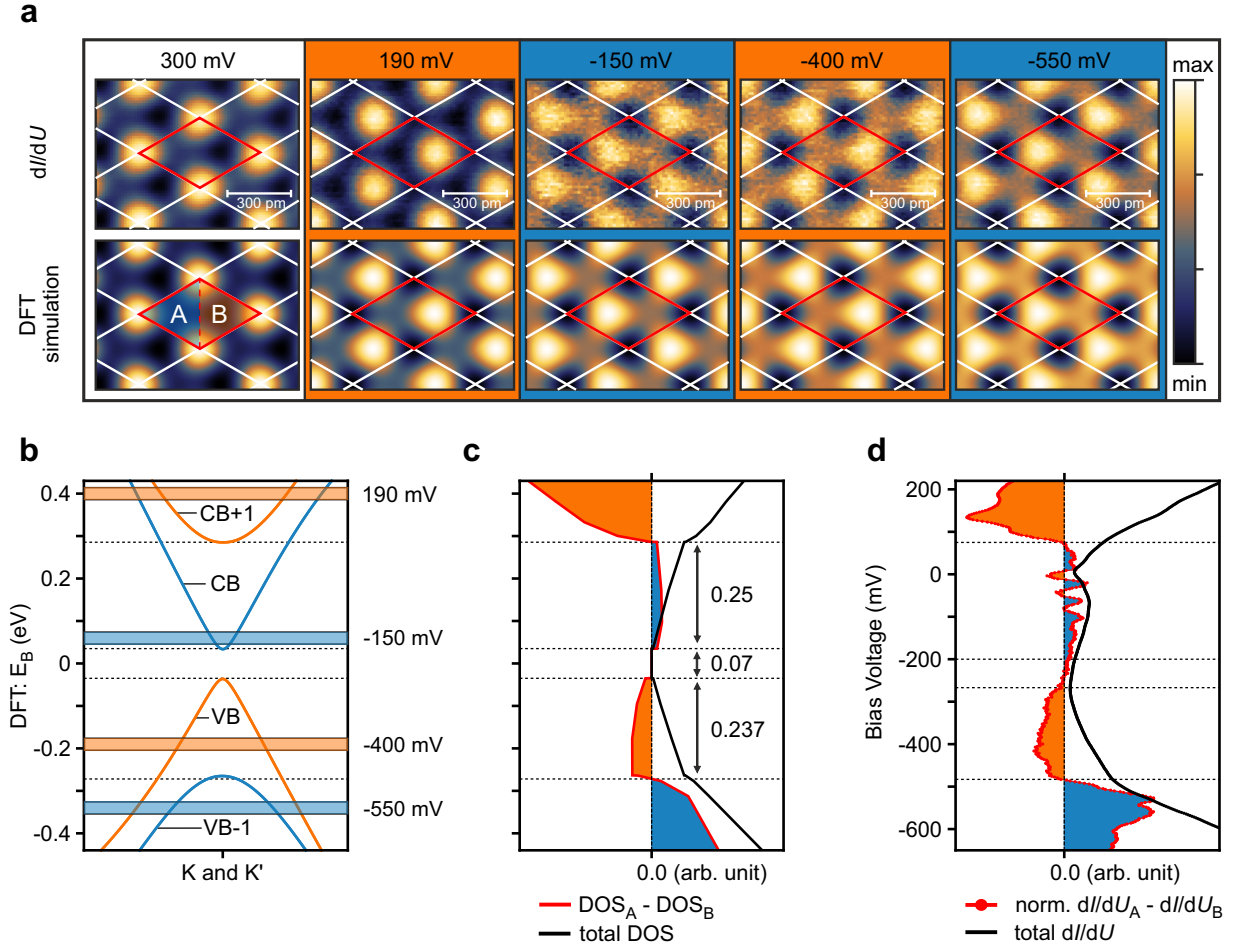 a
300 mV 190 mV -150 mV -400 mV -550 mV
max
dI/dU
300 pm 300 pm 300 pm 300 pm 300 pm
DFT
simulation
A B
min
b
DFT: E_B (eV)
0.4
0.2
0
-0.2
-0.4
CB+1
CB
VB
VB-1
190 mV
-150 mV
-400 mV
-550 mV
K and K'
c
0.25
0.07
0.237
0.0 (arb. unit)
DOS_A - DOS_B
total DOS
d
Bias Voltage (mV)
200
0
-200
-400
-600
0.0 (arb. unit)
norm. dI/dU_A - dI/dU_B
total dI/dU